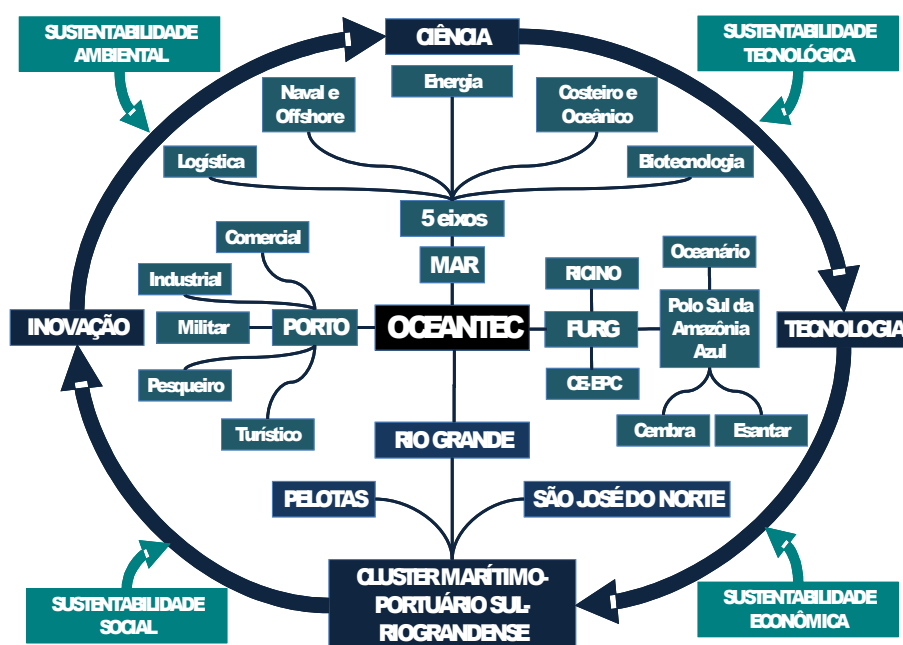 SUSTENTABILIDADE
AMBIENTAL
CIÊNCIA
SUSTENTABILIDADE
TECNOLÓGICA
Naval e
Offshore
Energia
Costeiro e
Oceânico
Logística
Biotecnologia
5 eixos
Comercial
MAR
Oceanário
Industrial
RICINO
INOVAÇÃO
Militar
PORTO
OCEANTEC
FURG
Polo Sul da
Amazônia
Azul
TECNOLOGIA
Pesqueiro
CEI-EPC
Turístico
Cembra
Esantar
RIO GRANDE
PELOTAS
SÃO JOSÉ DO NORTE
CLUSTER MARÍTIMO-
PORTUÁRIO SUL-
RIOGRANDENSE
SUSTENTABILIDADE
SOCIAL
SUSTENTABILIDADE
ECONÔMICA